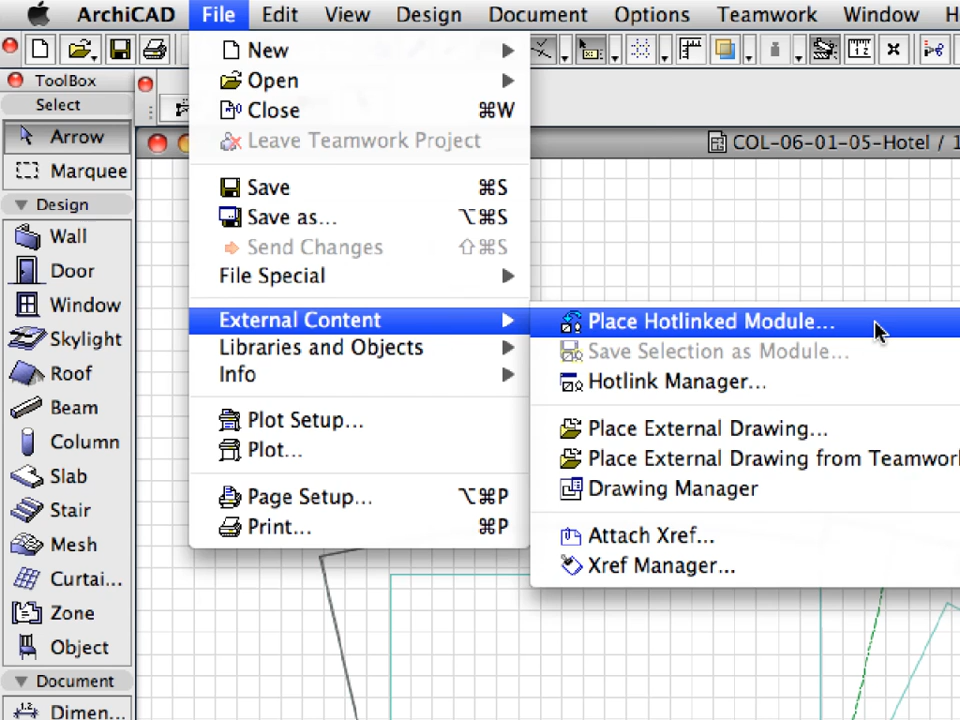 ArchiCAD File Edit View Design Document Options Teamwork Window
ToolBox
Select
Arrow
Marquee
Design
Wall
Door
Window
Skylight
Roof
Beam
Column
Slab
Stair
Mesh
Curtai...
Zone
Object
Document
Dimen...
New
Open
Close ⌘W
Leave Teamwork Project
Save ⌘S
Save as... ⌥⌘S
Send Changes ⇧⌘S
File Special
External Content
Libraries and Objects
Info
Plot Setup...
Plot...
Page Setup... ⌥⌘P
Print... ⌘P
COL-06-01-05-Hotel / 1
Place Hotlinked Module...
Save Selection as Module...
Hotlink Manager...
Place External Drawing...
Place External Drawing from Teamwor
Drawing Manager
Attach Xref...
Xref Manager...